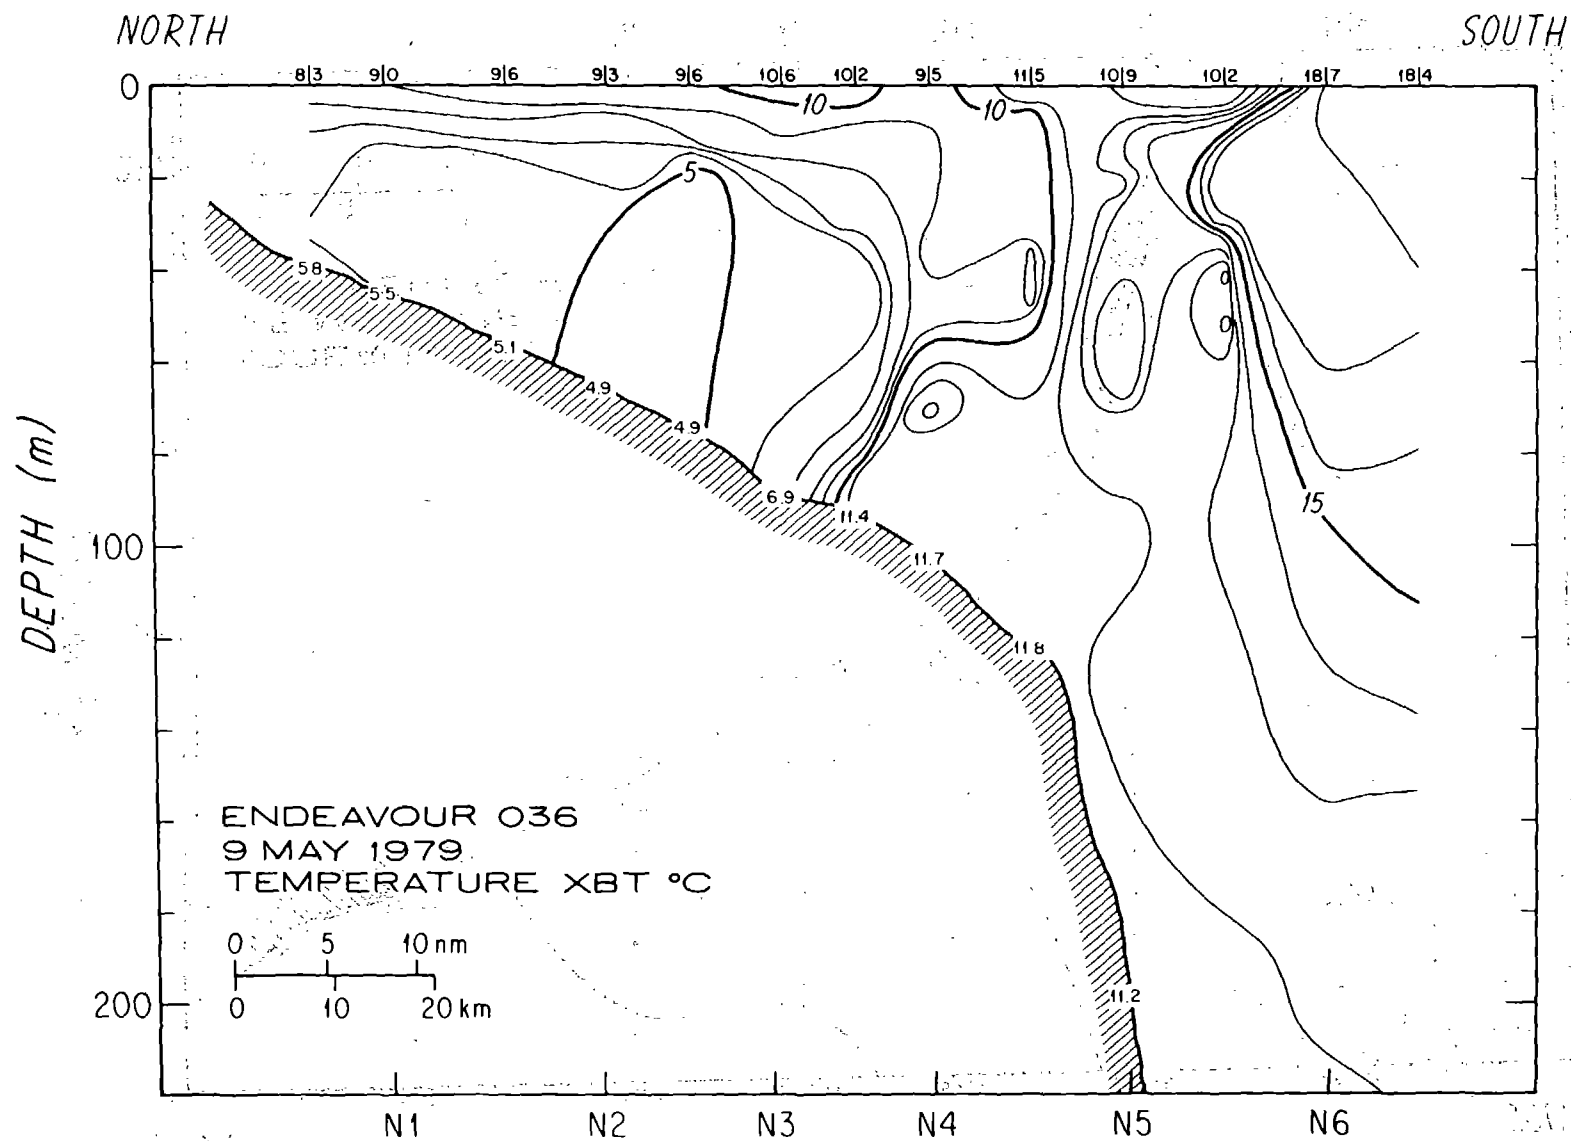 NORTH SOUTH
8|3 9|0 9|6 9|3 9|6 10|6 10|2 9|5 11|5 10|9 10|2 18|7 18|4
0
10 10
5
5.8
5.5
5.1
4.9
4.9
6.9
11.4
11.7
11.8
11.2
15
DEPTH (m)
100
200
ENDEAVOUR 036
9 MAY 1979
TEMPERATURE XBT °C
0 5 10 nm
0 10 20 km
N1 N2 N3 N4 N5 N6